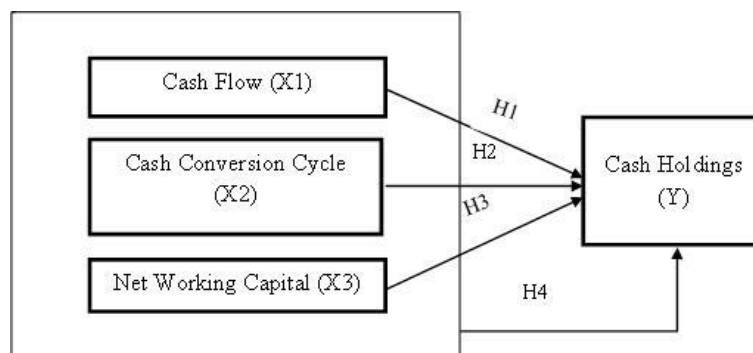 Cash Flow (X1)
H1
H2
Cash Conversion Cycle
(X2)
Cash Holdings
(Y)
H3
Net Working Capital (X3)
H4